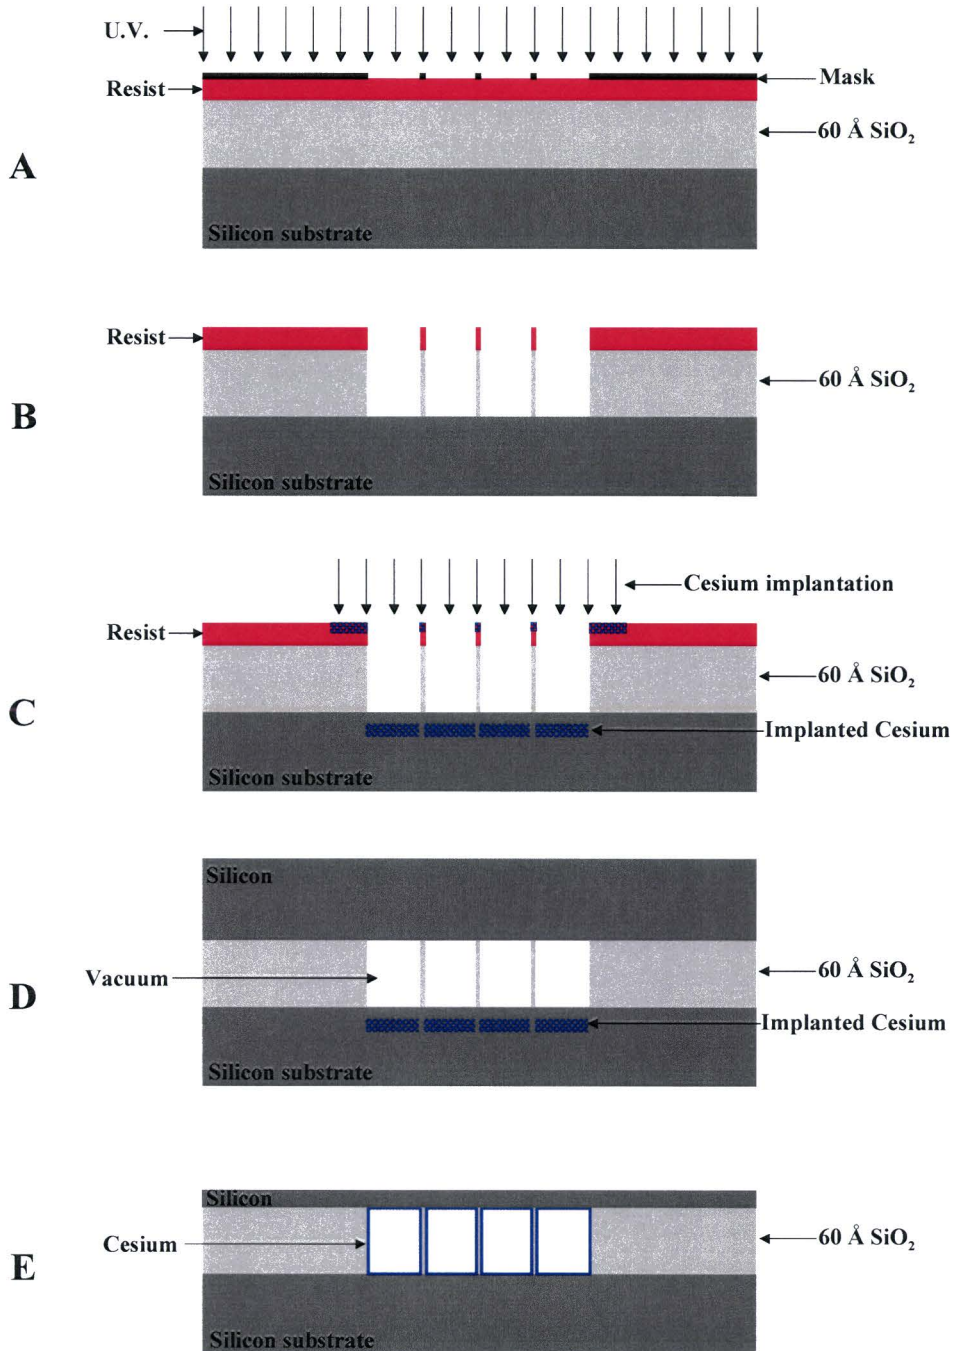 U.V.
Mask
Resist
60 Å SiO₂
A
Silicon substrate
Resist
60 Å SiO₂
B
Silicon substrate
Cesium implantation
Resist
60 Å SiO₂
C
Implanted Cesium
Silicon substrate
Silicon
Vacuum
60 Å SiO₂
D
Implanted Cesium
Silicon substrate
Silicon
Cesium
60 Å SiO₂
E
Silicon substrate